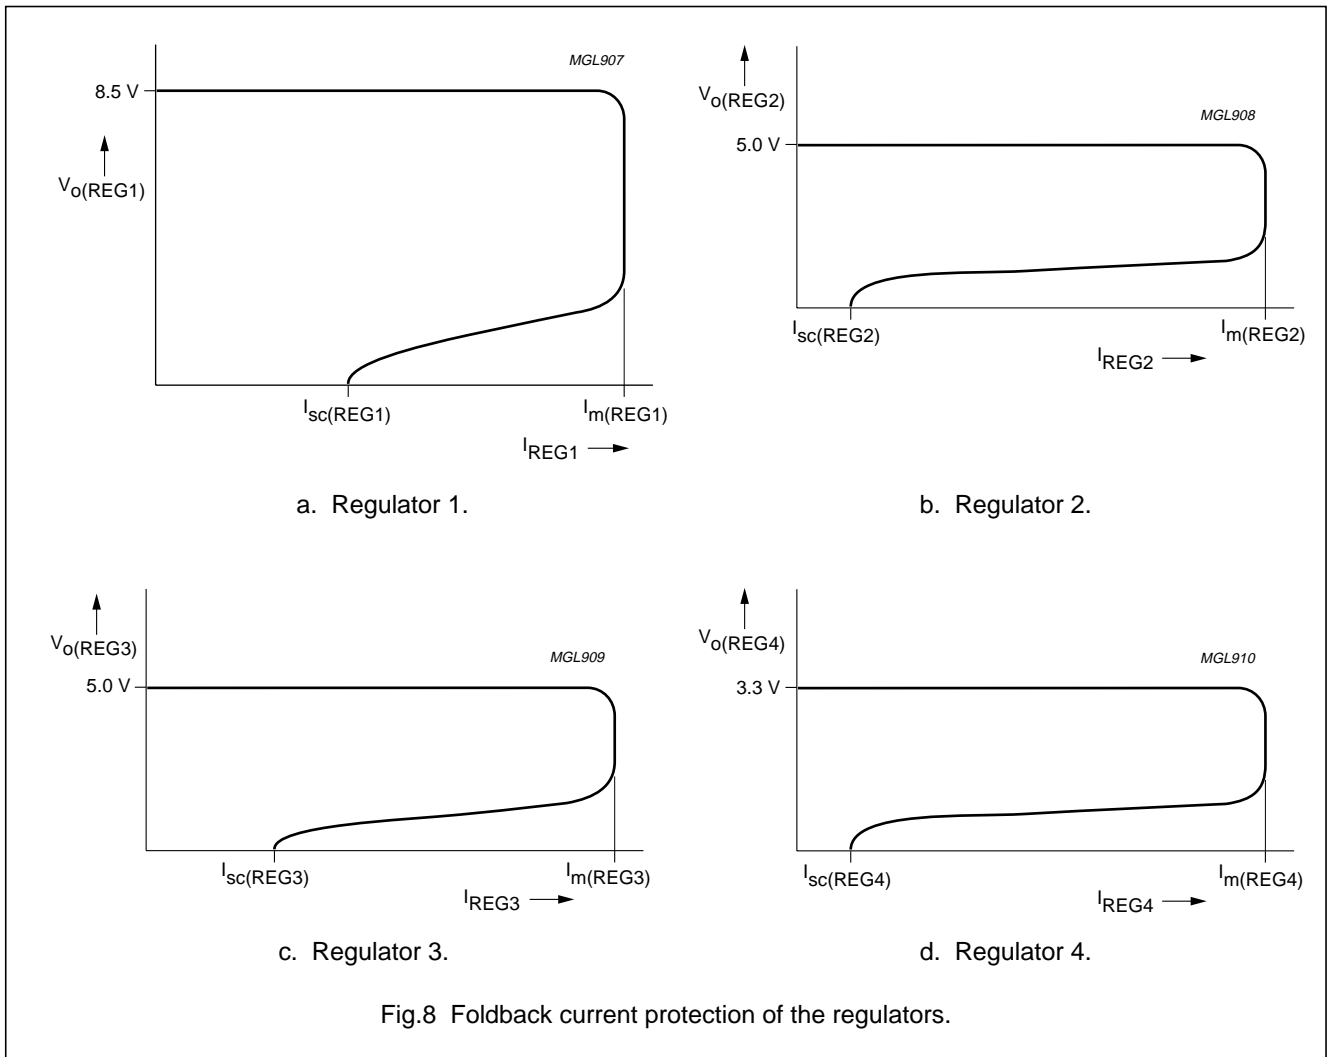 MGL907
8.5 V
Vo(REG1)
Isc(REG1)
Im(REG1)
IREG1
a. Regulator 1.
Vo(REG2)
MGL908
5.0 V
Isc(REG2)
Im(REG2)
IREG2
b. Regulator 2.
Vo(REG3)
MGL909
5.0 V
Isc(REG3)
Im(REG3)
IREG3
c. Regulator 3.
Vo(REG4)
MGL910
3.3 V
Isc(REG4)
Im(REG4)
IREG4
d. Regulator 4.
Fig.8 Foldback current protection of the regulators.